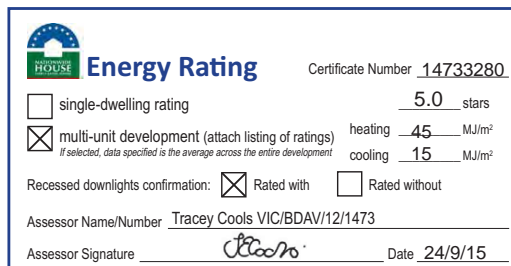 NATIONWIDE
HOUSE
Energy Rating
Certificate Number 14733280
single-dwelling rating
5.0 stars
multi-unit development (attach listing of ratings)
If selected, data specified is the average across the entire development
heating 45 MJ/m²
cooling 15 MJ/m²
Recessed downlights confirmation: Rated with Rated without
Assessor Name/Number Tracey Cools VIC/BDAV/12/1473
Assessor Signature Date 24/9/15